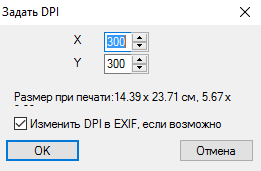 Задать DPI
X 300
Y 300
Размер при печати:14.39 x 23.71 см, 5.67 x
Изменить DPI в EXIF, если возможно
OK Отмена